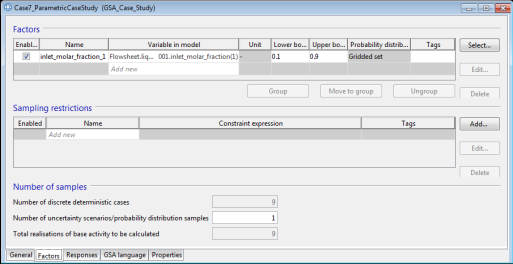 Case7_ParametricCaseStudy (GSA_Case_Study)
Factors
Enabl... Name Variable in model Unit Lower bo... Upper bo... Probability distrib... Tags
inlet_molar_fraction_1 Flowsheet.liq... 001.inlet_molar_fraction(1) - 0.1 0.9 Gridded set
Add new
Select...
Edit...
Delete
Group Move to group Ungroup
Sampling restrictions
Enabled Name Constraint expression Tags
Add new
Add...
Edit...
Delete
Number of samples
Number of discrete deterministic cases 9
Number of uncertainty scenarios/probability distribution samples 1
Total realisations of base activity to be calculated 9
General Factors Responses GSA language Properties